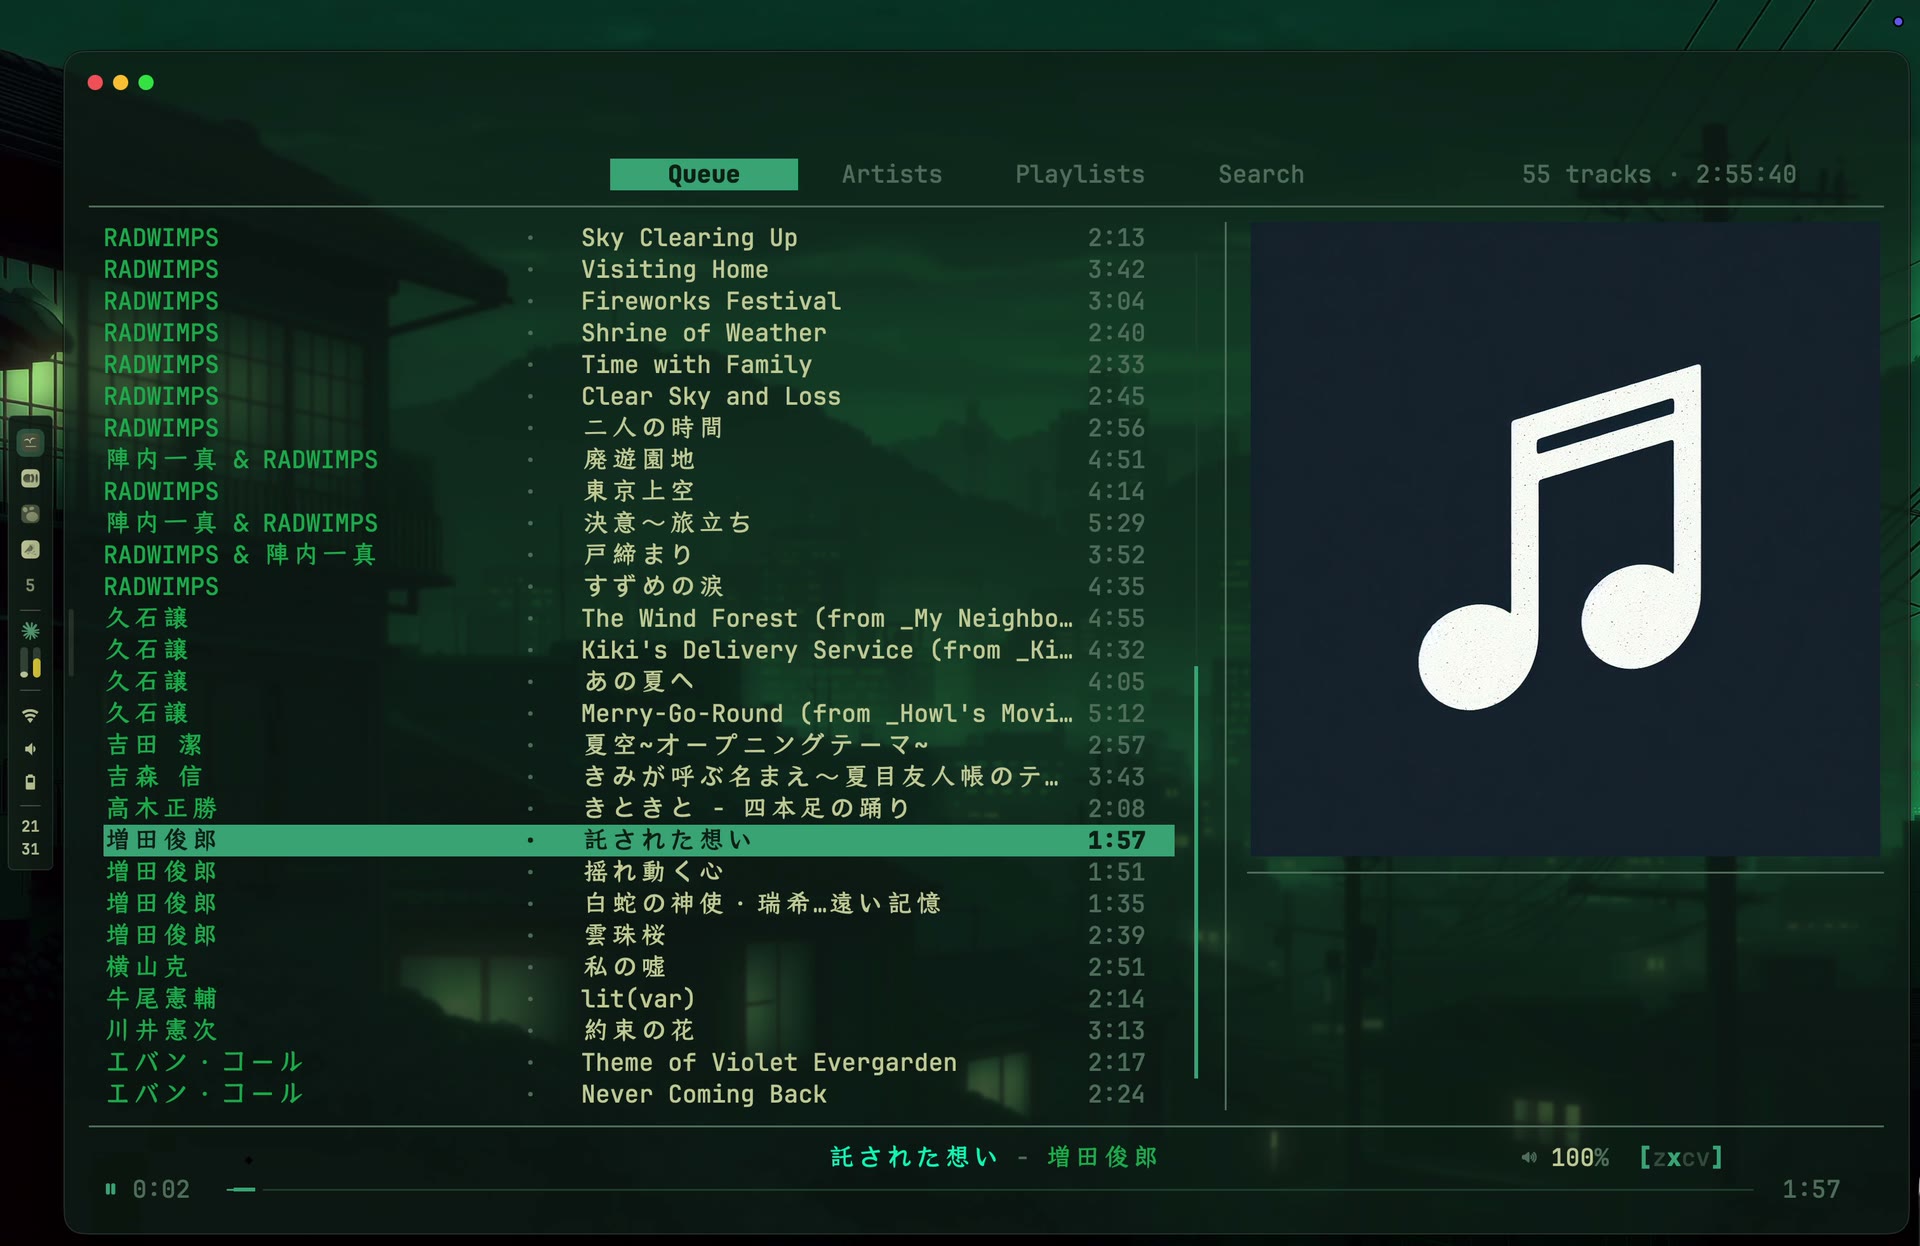 Queue Artists Playlists Search 55 tracks · 2:55:40
RADWIMPS · Sky Clearing Up 2:13
RADWIMPS · Visiting Home 3:42
RADWIMPS · Fireworks Festival 3:04
RADWIMPS · Shrine of Weather 2:40
RADWIMPS · Time with Family 2:33
RADWIMPS · Clear Sky and Loss 2:45
RADWIMPS · 二人の時間 2:56
陣内一真 & RADWIMPS · 廃遊園地 4:51
RADWIMPS · 東京上空 4:14
陣内一真 & RADWIMPS · 決意〜旅立ち 5:29
RADWIMPS & 陣内一真 · 戸締まり 3:52
RADWIMPS · すずめの涙 4:35
久石譲 · The Wind Forest (from _My Neighbo… 4:55
久石譲 · Kiki's Delivery Service (from _Ki… 4:32
久石譲 · あの夏へ 4:05
久石譲 · Merry-Go-Round (from _Howl's Movi… 5:12
吉田 潔 · 夏空~オープニングテーマ~ 2:57
吉森 信 · きみが呼ぶ名まえ〜夏目友人帳のテ… 3:43
高木正勝 · きときと - 四本足の踊り 2:08
増田俊郎 · 託された想い 1:57
増田俊郎 · 揺れ動く心 1:51
増田俊郎 · 白蛇の神使・瑞希…遠い記憶 1:35
増田俊郎 · 雲珠桜 2:39
横山克 · 私の嘘 2:51
牛尾憲輔 · lit(var) 2:14
川井憲次 · 約束の花 3:13
エバン・コール · Theme of Violet Evergarden 2:17
エバン・コール · Never Coming Back 2:24
託された想い - 増田俊郎 100% [zxcv]
0:02 1:57
5
21
31